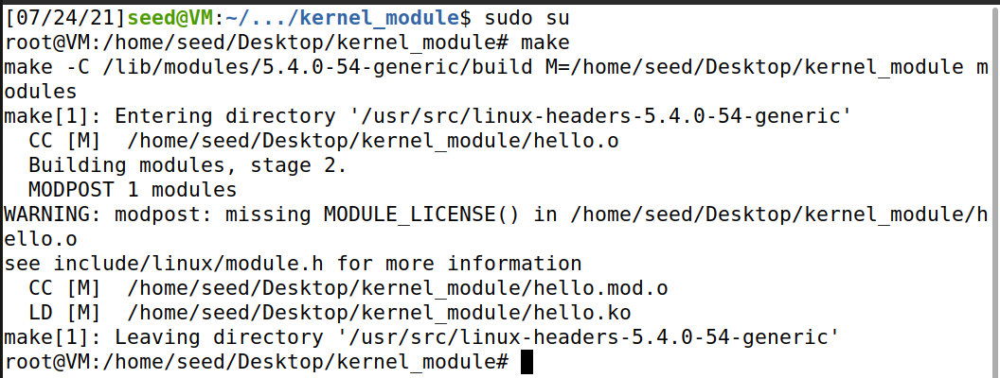 [07/24/21]seed@VM:~/.../kernel_module$ sudo su
root@VM:/home/seed/Desktop/kernel_module# make
make -C /lib/modules/5.4.0-54-generic/build M=/home/seed/Desktop/kernel_module m
odules
make[1]: Entering directory '/usr/src/linux-headers-5.4.0-54-generic'
  CC [M]  /home/seed/Desktop/kernel_module/hello.o
  Building modules, stage 2.
  MODPOST 1 modules
WARNING: modpost: missing MODULE_LICENSE() in /home/seed/Desktop/kernel_module/h
ello.o
see include/linux/module.h for more information
  CC [M]  /home/seed/Desktop/kernel_module/hello.mod.o
  LD [M]  /home/seed/Desktop/kernel_module/hello.ko
make[1]: Leaving directory '/usr/src/linux-headers-5.4.0-54-generic'
root@VM:/home/seed/Desktop/kernel_module#